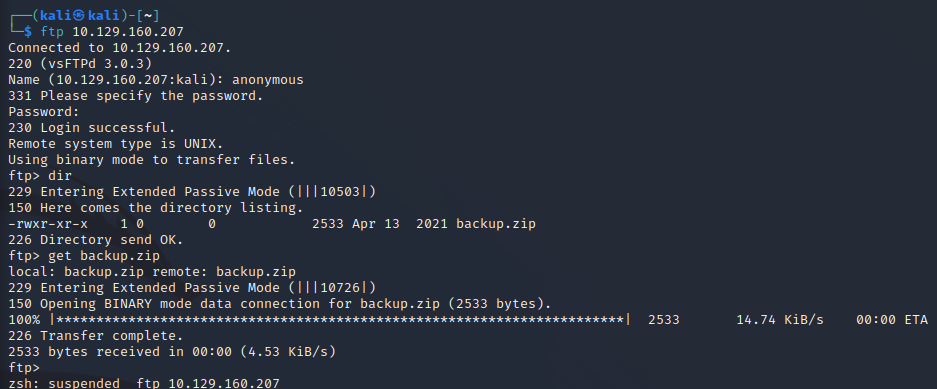 ┌──(kali㉿kali)-[~]
└─$ ftp 10.129.160.207
Connected to 10.129.160.207.
220 (vsFTPd 3.0.3)
Name (10.129.160.207:kali): anonymous
331 Please specify the password.
Password:
230 Login successful.
Remote system type is UNIX.
Using binary mode to transfer files.
ftp> dir
229 Entering Extended Passive Mode (|||10503|)
150 Here comes the directory listing.
-rwxr-xr-x    1 0        0            2533 Apr 13  2021 backup.zip
226 Directory send OK.
ftp> get backup.zip
local: backup.zip remote: backup.zip
229 Entering Extended Passive Mode (|||10726|)
150 Opening BINARY mode data connection for backup.zip (2533 bytes).
100% |***********************************************************************|  2533       14.74 KiB/s    00:00 ETA
226 Transfer complete.
2533 bytes received in 00:00 (4.53 KiB/s)
ftp>
zsh: suspended  ftp 10.129.160.207